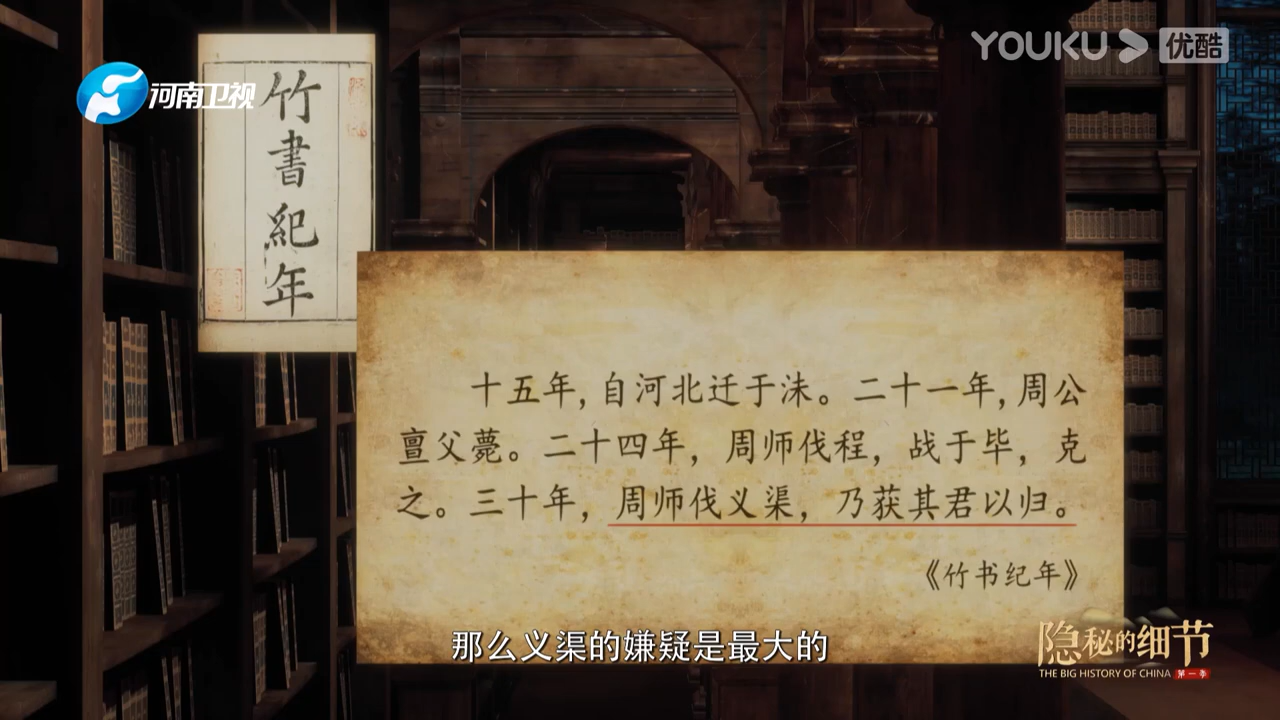 YOUKU 优酷
河南卫视
竹書紀年
十五年,自河北迁于沬。二十一年,周公
亶父薨。二十四年，周师伐程，战于毕，克
之。三十年，周师伐义渠，乃获其君以归。
《竹书纪年》
那么义渠的嫌疑是最大的
隐秘的细节
THE BIG HISTORY OF CHINA 第一季